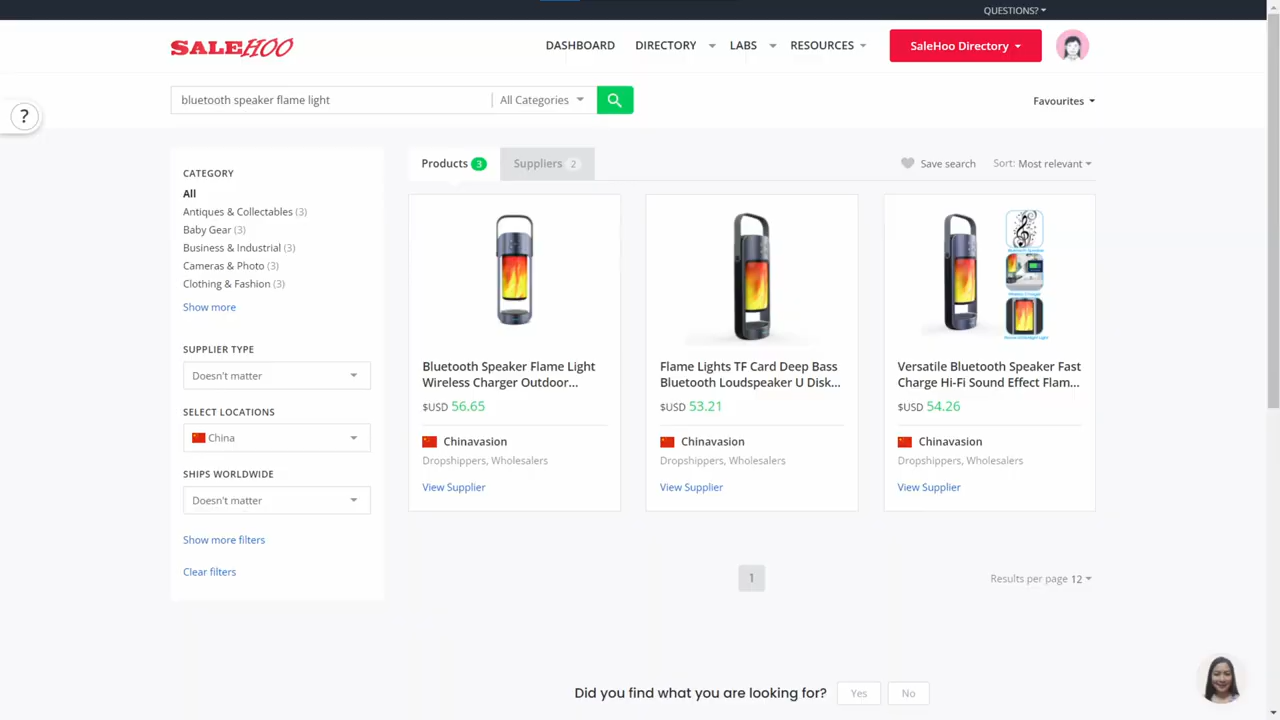 QUESTIONS?
SALEHOO
DASHBOARD
DIRECTORY
LABS
RESOURCES
SaleHoo Directory
bluetooth speaker flame light
All Categories
Favourites
?
CATEGORY
All
Antiques & Collectables (3)
Baby Gear (3)
Business & Industrial (3)
Cameras & Photo (3)
Clothing & Fashion (3)
Show more
SUPPLIER TYPE
Doesn't matter
SELECT LOCATIONS
China
SHIPS WORLDWIDE
Doesn't matter
Show more filters
Clear filters
Products 3
Suppliers 2
Save search
Sort: Most relevant
Bluetooth Speaker Flame Light
Wireless Charger Outdoor...
$USD 56.65
Chinavasion
Dropshippers, Wholesalers
View Supplier
Flame Lights TF Card Deep Bass
Bluetooth Loudspeaker U Disk...
$USD 53.21
Chinavasion
Dropshippers, Wholesalers
View Supplier
Versatile Bluetooth Speaker Fast
Charge Hi-Fi Sound Effect Flam...
$USD 54.26
Chinavasion
Dropshippers, Wholesalers
View Supplier
1
Results per page 12
Did you find what you are looking for?
Yes
No